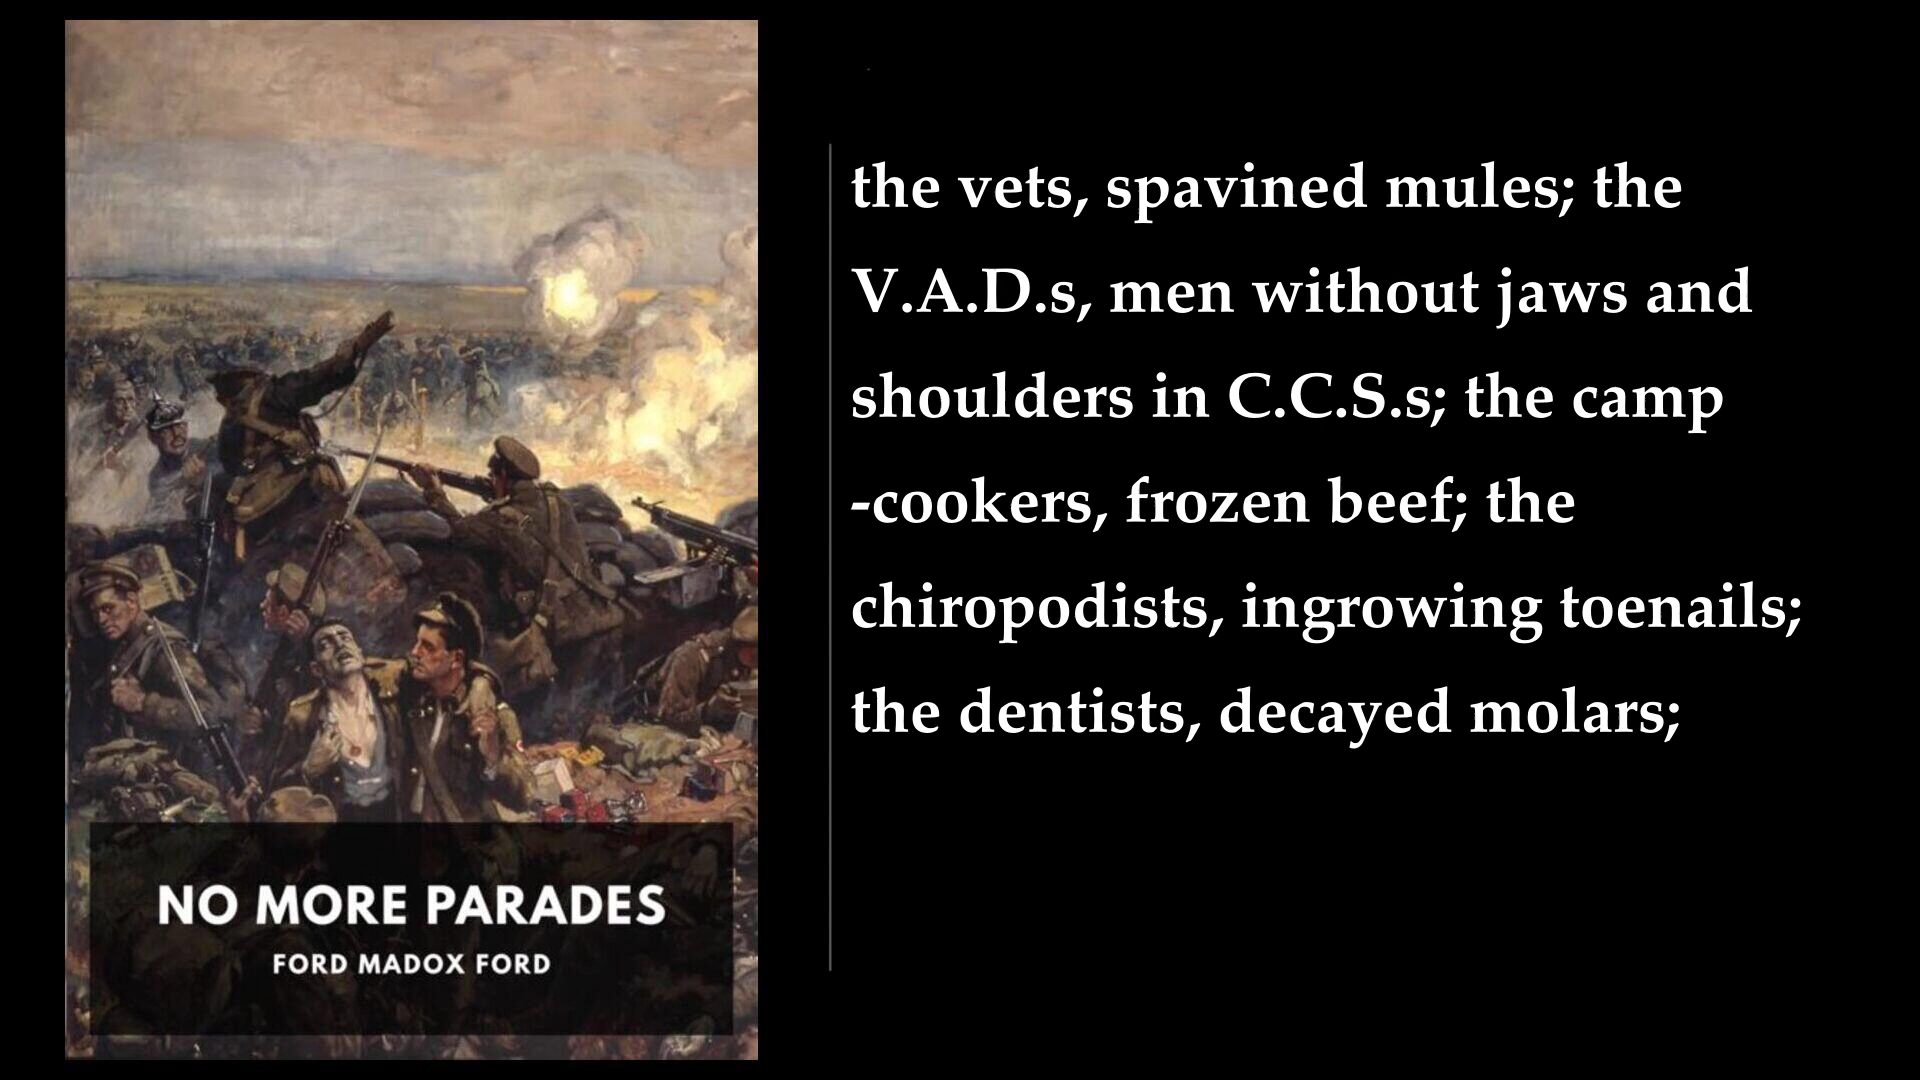 NO MORE PARADES
FORD MADOX FORD
the vets, spavined mules; the
V.A.D.s, men without jaws and
shoulders in C.C.S.s; the camp
-cookers, frozen beef; the
chiropodists, ingrowing toenails;
the dentists, decayed molars;